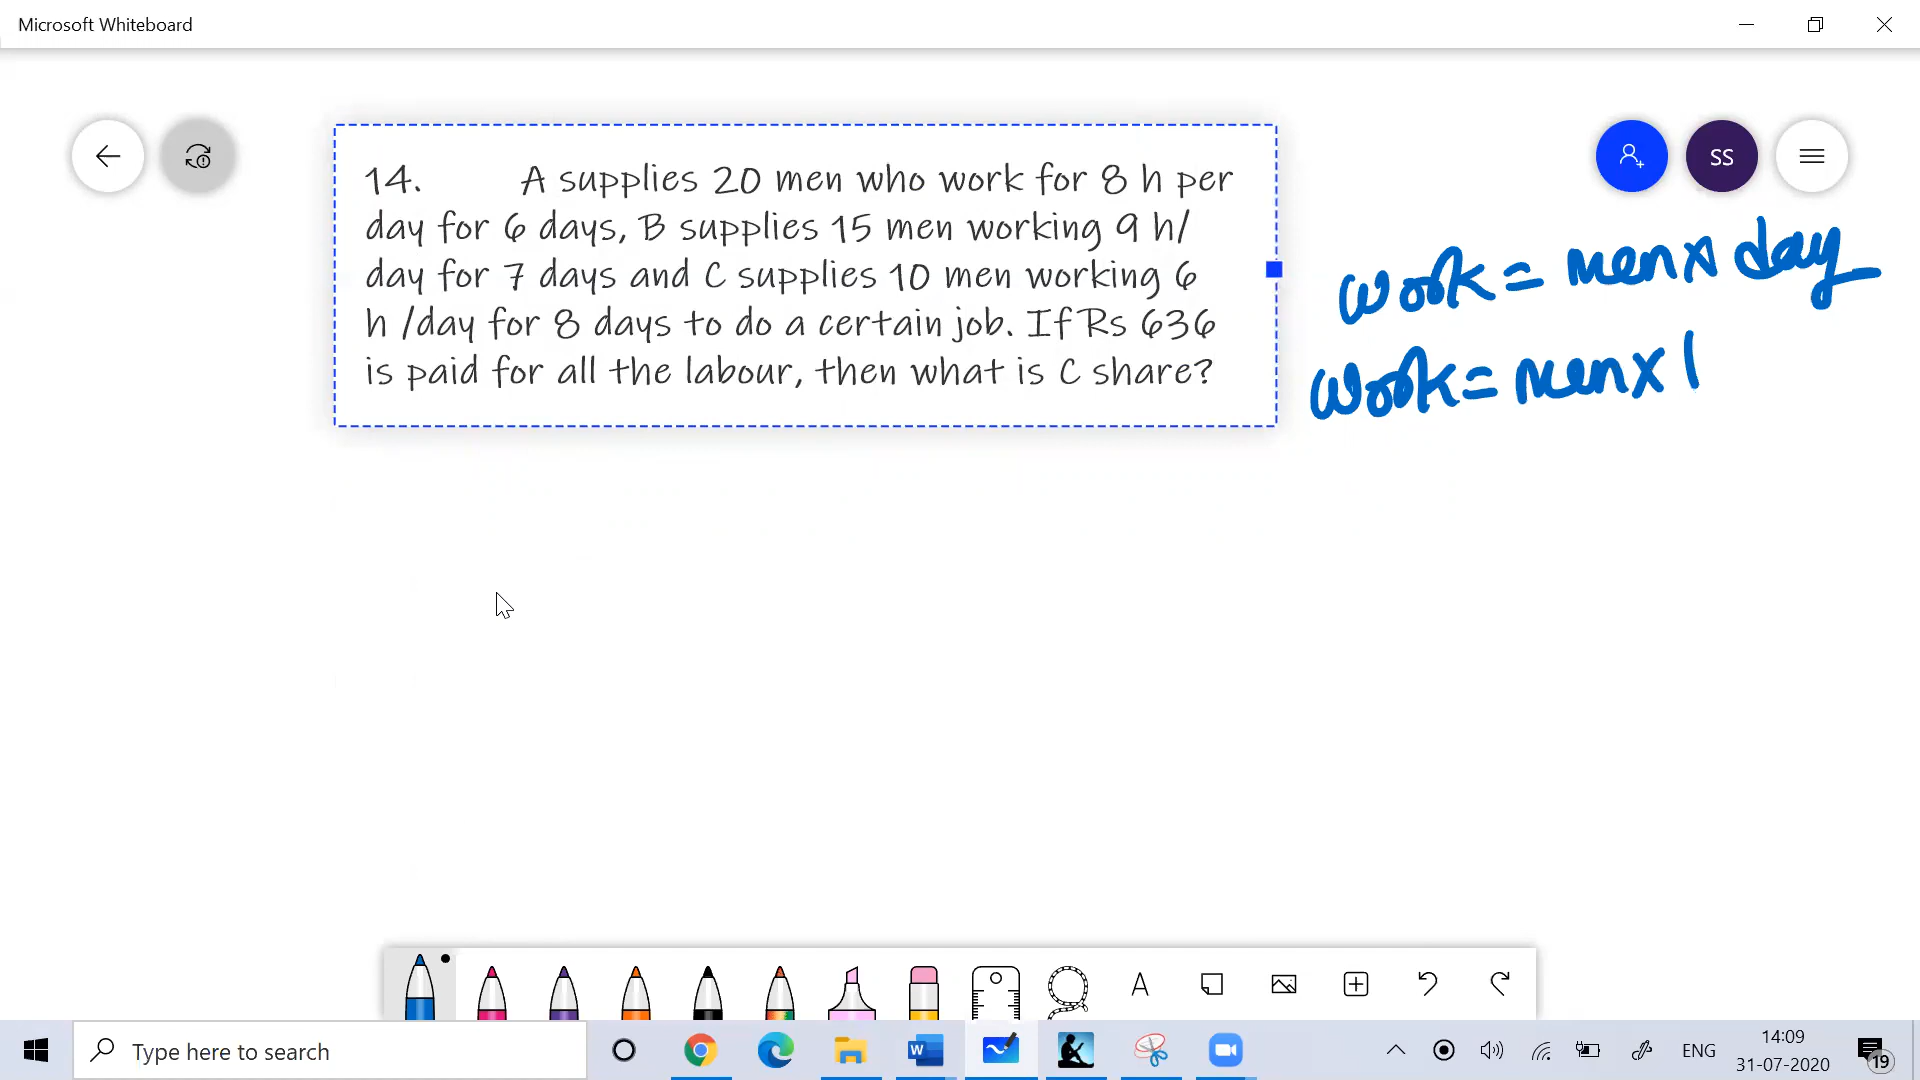 Microsoft Whiteboard
SS
14. A supplies 20 men who work for 8 h per
day for 6 days, B supplies 15 men working 9 h/
day for 7 days and C supplies 10 men working 6
h /day for 8 days to do a certain job. If Rs 636
is paid for all the labour, then what is C share?
work = men x day
work = men x
A
Type here to search
W
ENG
14:09
31-07-2020
19